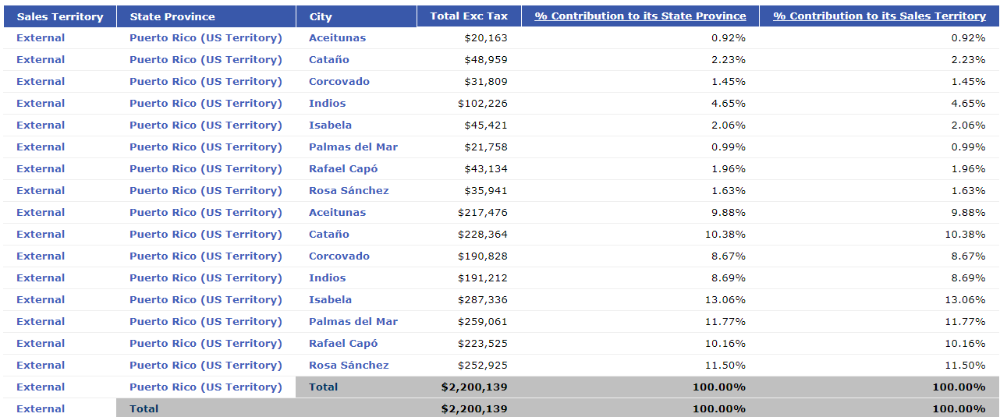 Sales Territory State Province City Total Exc Tax % Contribution to its State Province % Contribution to its Sales Territory
External Puerto Rico (US Territory) Aceitunas $20,163 0.92% 0.92%
External Puerto Rico (US Territory) Cataño $48,959 2.23% 2.23%
External Puerto Rico (US Territory) Corcovado $31,809 1.45% 1.45%
External Puerto Rico (US Territory) Indios $102,226 4.65% 4.65%
External Puerto Rico (US Territory) Isabela $45,421 2.06% 2.06%
External Puerto Rico (US Territory) Palmas del Mar $21,758 0.99% 0.99%
External Puerto Rico (US Territory) Rafael Capó $43,134 1.96% 1.96%
External Puerto Rico (US Territory) Rosa Sánchez $35,941 1.63% 1.63%
External Puerto Rico (US Territory) Aceitunas $217,476 9.88% 9.88%
External Puerto Rico (US Territory) Cataño $228,364 10.38% 10.38%
External Puerto Rico (US Territory) Corcovado $190,828 8.67% 8.67%
External Puerto Rico (US Territory) Indios $191,212 8.69% 8.69%
External Puerto Rico (US Territory) Isabela $287,336 13.06% 13.06%
External Puerto Rico (US Territory) Palmas del Mar $259,061 11.77% 11.77%
External Puerto Rico (US Territory) Rafael Capó $223,525 10.16% 10.16%
External Puerto Rico (US Territory) Rosa Sánchez $252,925 11.50% 11.50%
External Puerto Rico (US Territory) Total $2,200,139 100.00% 100.00%
External Total $2,200,139 100.00% 100.00%